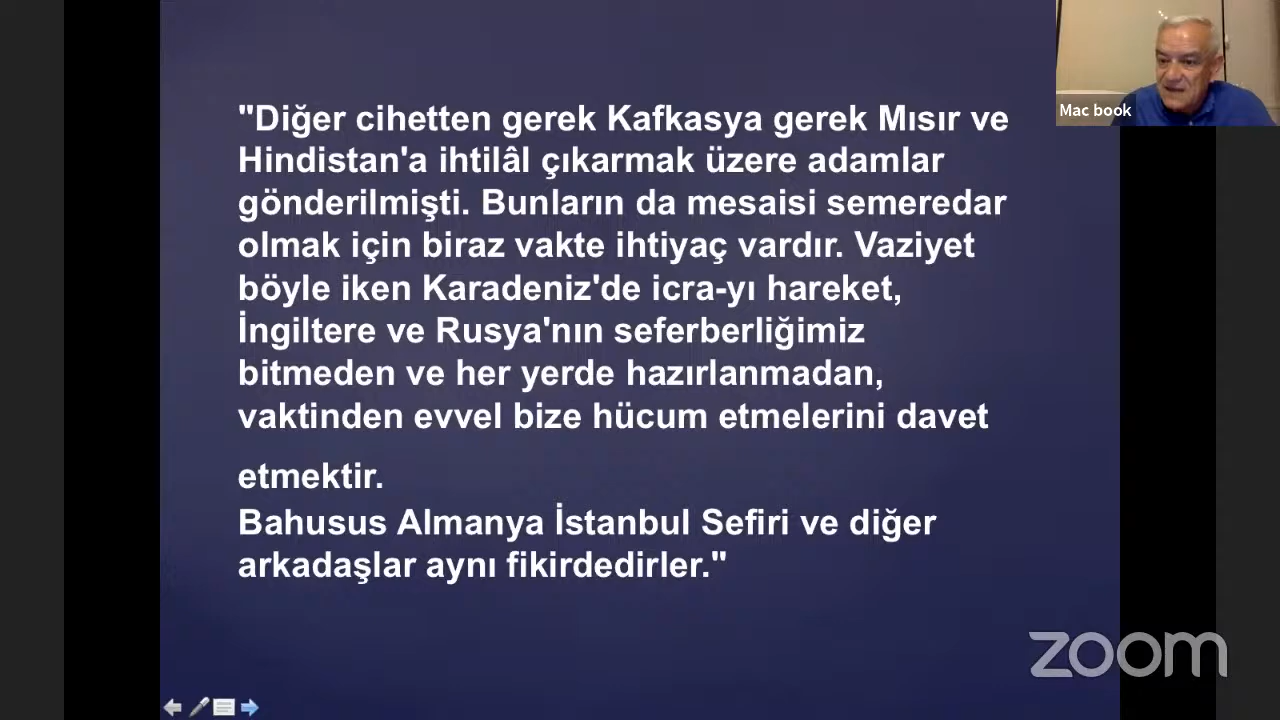 "Diğer cihetten gerek Kafkasya gerek Mısır ve
Hindistan'a ihtilâl çıkarmak üzere adamlar
gönderilmişti. Bunların da mesaisi semeredar
olmak için biraz vakte ihtiyaç vardır. Vaziyet
böyle iken Karadeniz'de icra-yı hareket,
İngiltere ve Rusya'nın seferberliğimiz
bitmeden ve her yerde hazırlanmadan,
vaktinden evvel bize hücum etmelerini davet
etmektir.
Bahusus Almanya İstanbul Sefiri ve diğer
arkadaşlar aynı fikirdedirler."
Mac book
zoom